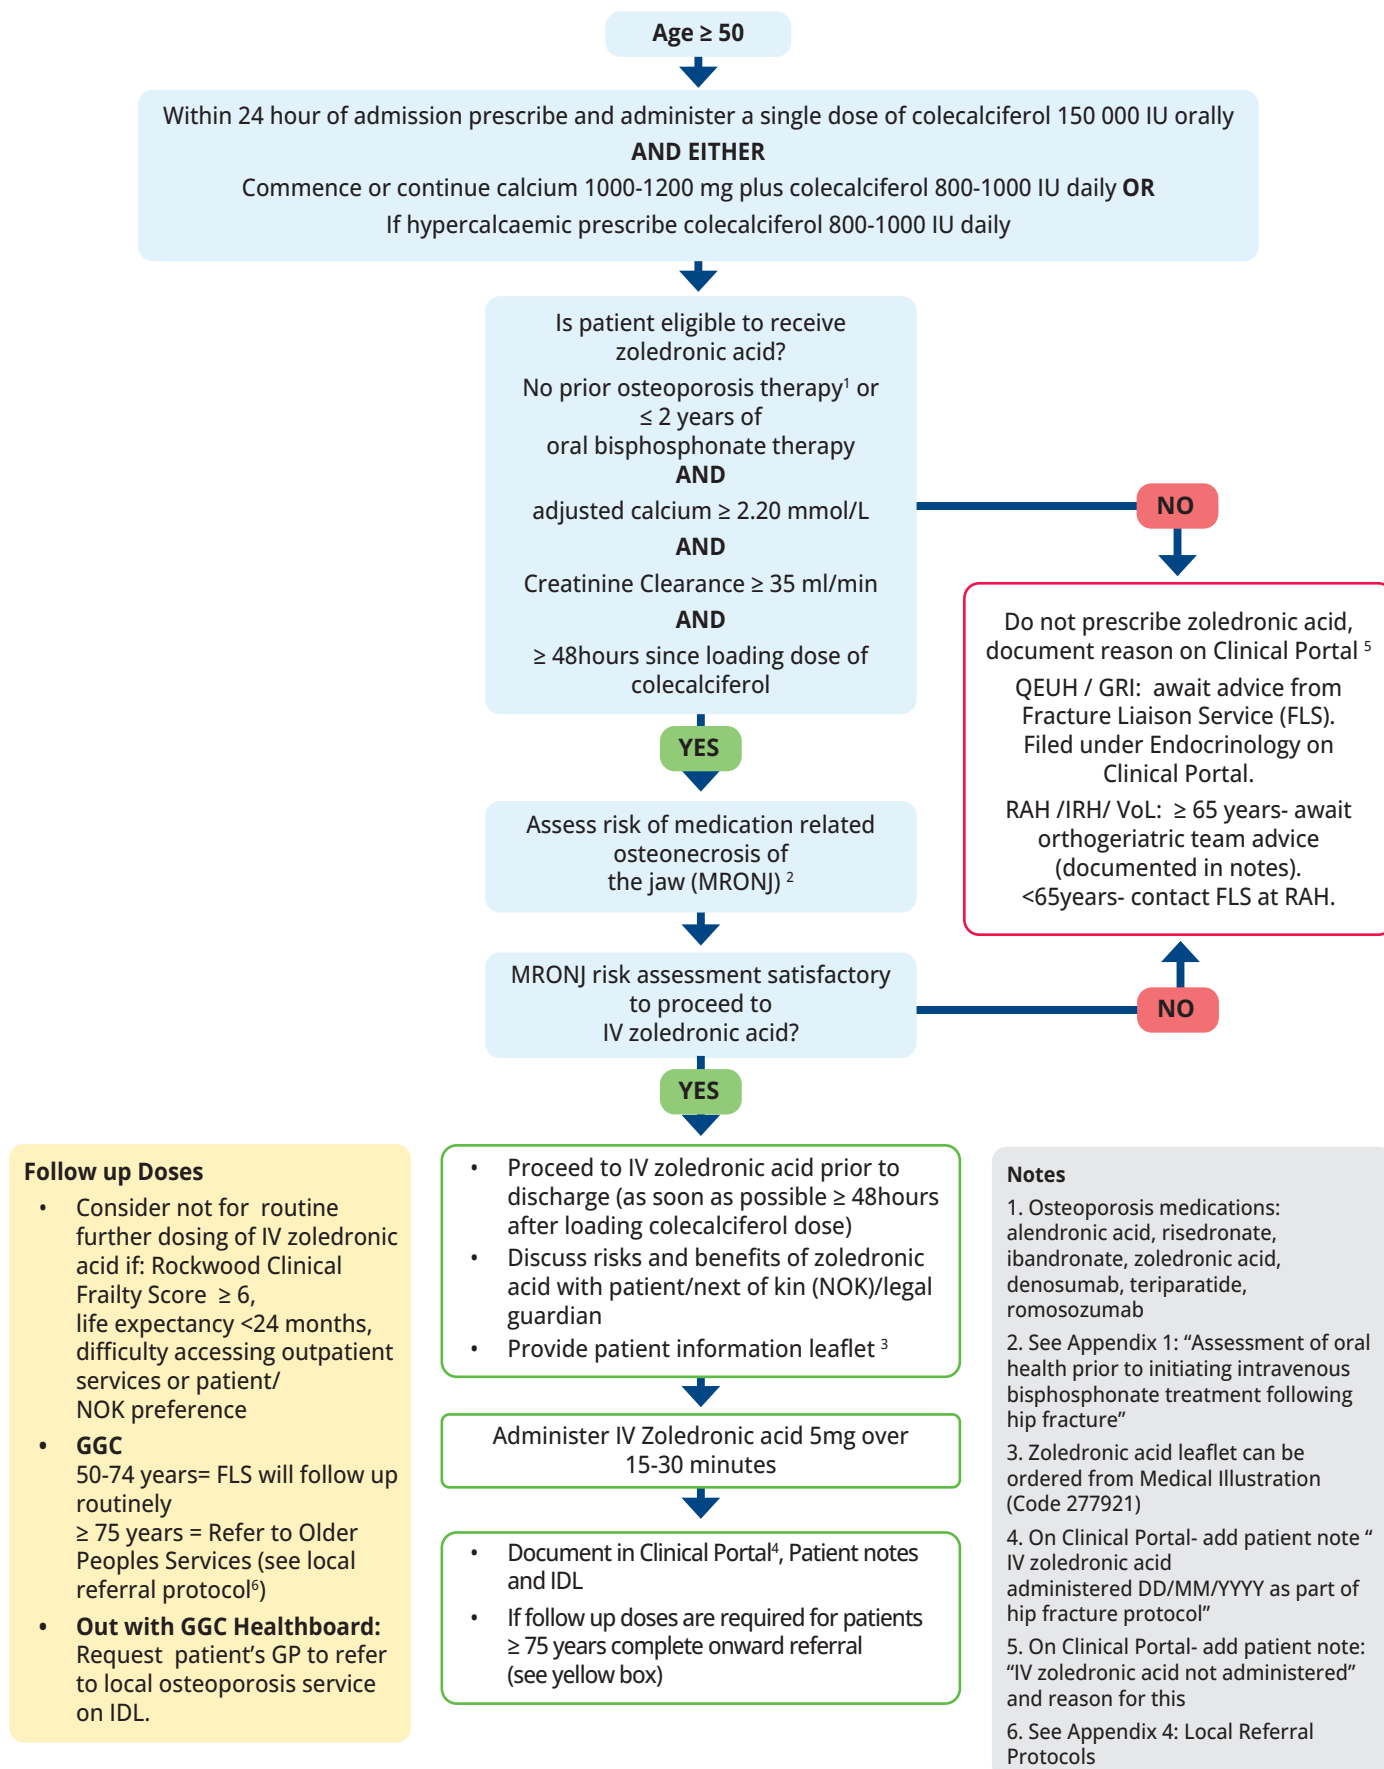 Age ≥ 50
Within 24 hour of admission prescribe and administer a single dose of colecalciferol 150 000 IU orally
AND EITHER
Commence or continue calcium 1000-1200 mg plus colecalciferol 800-1000 IU daily OR
If hypercalcaemic prescribe colecalciferol 800-1000 IU daily
Is patient eligible to receive
zoledronic acid?
No prior osteoporosis therapy¹ or
≤ 2 years of
oral bisphosphonate therapy
AND
adjusted calcium ≥ 2.20 mmol/L
AND
Creatinine Clearance ≥ 35 ml/min
AND
≥ 48hours since loading dose of
colecalciferol
NO
Do not prescribe zoledronic acid,
document reason on Clinical Portal ⁵
QEUH / GRI: await advice from
Fracture Liaison Service (FLS).
Filed under Endocrinology on
Clinical Portal.
RAH /IRH/ VoL: ≥ 65 years- await
orthogeriatric team advice
(documented in notes).
<65years- contact FLS at RAH.
YES
Assess risk of medication related
osteonecrosis of
the jaw (MRONJ) ²
MRONJ risk assessment satisfactory
to proceed to
IV zoledronic acid?
NO
YES
• Proceed to IV zoledronic acid prior to
discharge (as soon as possible ≥ 48hours
after loading colecalciferol dose)
• Discuss risks and benefits of zoledronic
acid with patient/next of kin (NOK)/legal
guardian
• Provide patient information leaflet ³
Administer IV Zoledronic acid 5mg over
15-30 minutes
• Document in Clinical Portal⁴, Patient notes
and IDL
• If follow up doses are required for patients
≥ 75 years complete onward referral
(see yellow box)
Follow up Doses
• Consider not for routine
further dosing of IV zoledronic
acid if: Rockwood Clinical
Frailty Score ≥ 6,
life expectancy <24 months,
difficulty accessing outpatient
services or patient/
NOK preference
• GGC
50-74 years= FLS will follow up
routinely
≥ 75 years = Refer to Older
Peoples Services (see local
referral protocol⁶)
• Out with GGC Healthboard:
Request patient's GP to refer
to local osteoporosis service
on IDL.
Notes
1. Osteoporosis medications:
alendronic acid, risedronate,
ibandronate, zoledronic acid,
denosumab, teriparatide,
romosozumab
2. See Appendix 1: “Assessment of oral
health prior to initiating intravenous
bisphosphonate treatment following
hip fracture”
3. Zoledronic acid leaflet can be
ordered from Medical Illustration
(Code 277921)
4. On Clinical Portal- add patient note “
IV zoledronic acid
administered DD/MM/YYYY as part of
hip fracture protocol”
5. On Clinical Portal- add patient note:
“IV zoledronic acid not administered”
and reason for this
6. See Appendix 4: Local Referral
Protocols